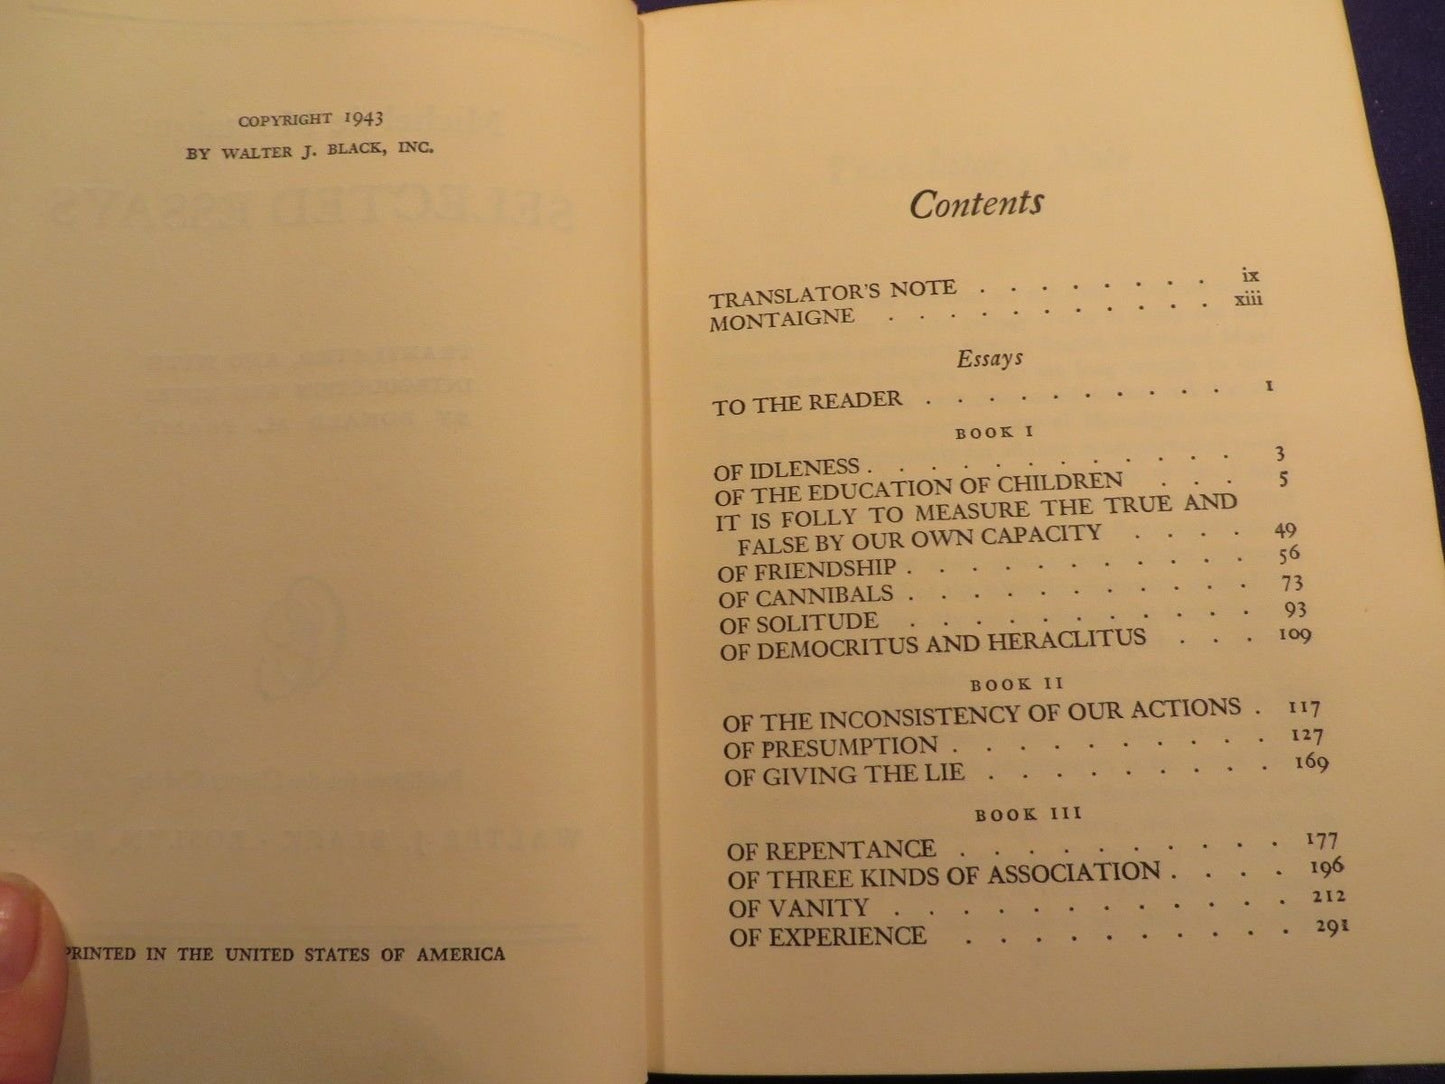 COPYRIGHT 1943
BY WALTER J. BLACK, INC.
PRINTED IN THE UNITED STATES OF AMERICA
Contents
TRANSLATOR'S NOTE . . . . . . . . ix
MONTAIGNE . . . . . . . . . . . xiii
Essays
TO THE READER . . . . . . . . . . 1
BOOK I
OF IDLENESS . . . . . . . . . . . . 3
OF THE EDUCATION OF CHILDREN . . . 5
IT IS FOLLY TO MEASURE THE TRUE AND
FALSE BY OUR OWN CAPACITY . . . . 49
OF FRIENDSHIP . . . . . . . . . . . 56
OF CANNIBALS . . . . . . . . . . . 73
OF SOLITUDE . . . . . . . . . . . 93
OF DEMOCRITUS AND HERACLITUS . . . 109
BOOK II
OF THE INCONSISTENCY OF OUR ACTIONS . 117
OF PRESUMPTION . . . . . . . . . . 127
OF GIVING THE LIE . . . . . . . . . 169
BOOK III
OF REPENTANCE . . . . . . . . . . 177
OF THREE KINDS OF ASSOCIATION . . . . 196
OF VANITY . . . . . . . . . . . . 212
OF EXPERIENCE . . . . . . . . . . 291